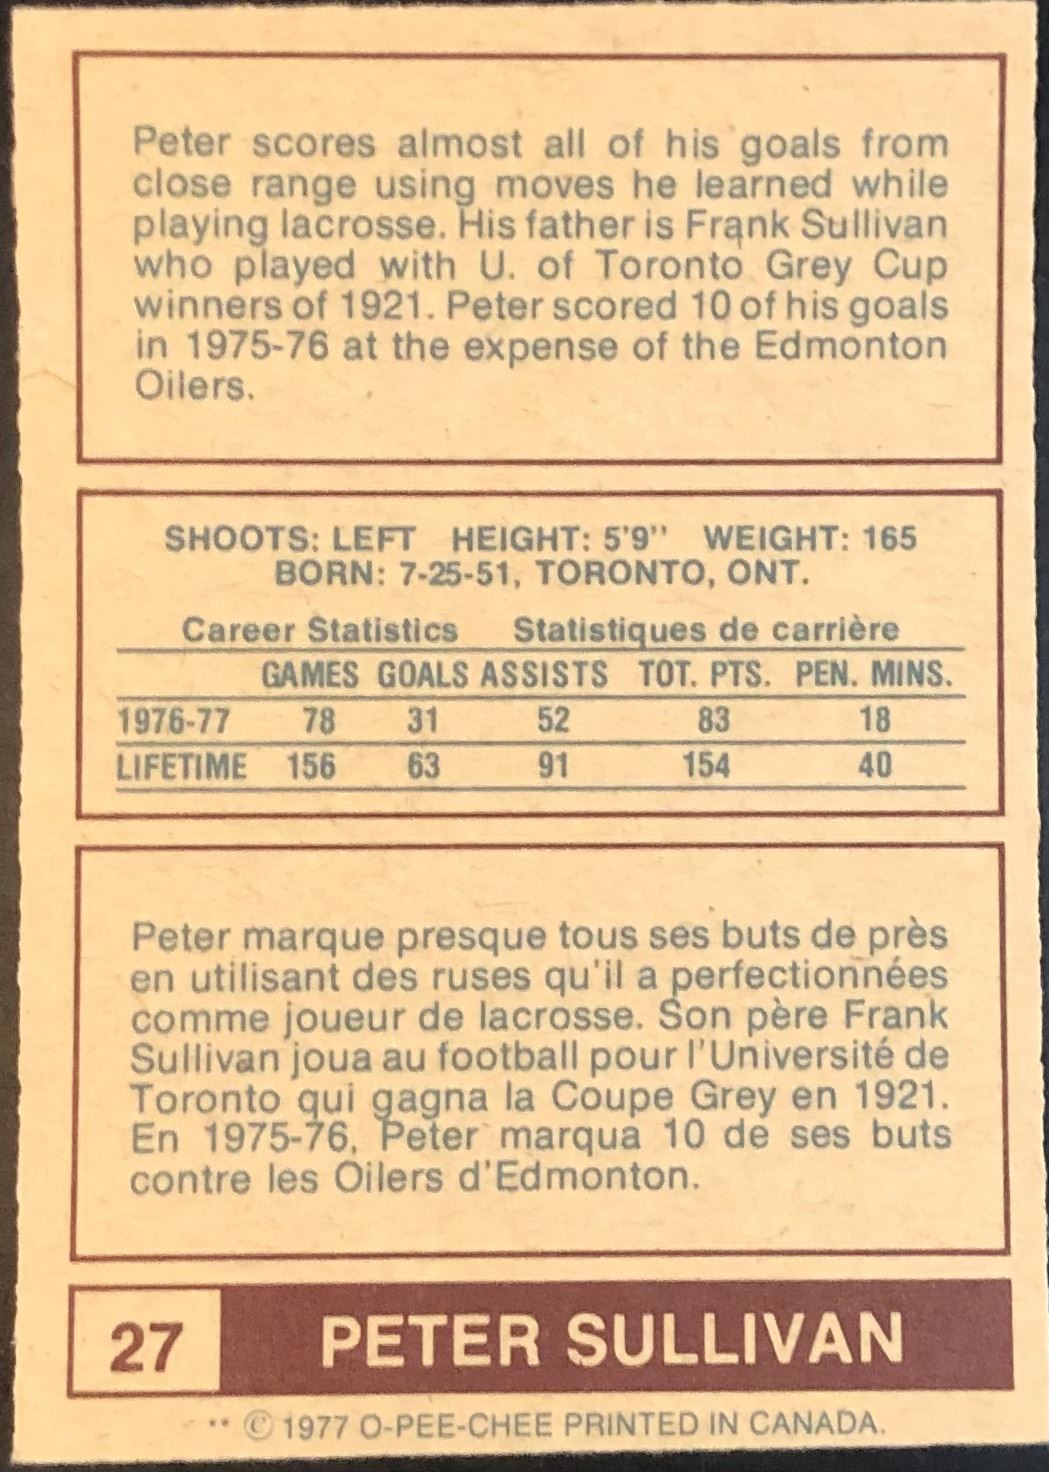 Peter scores almost all of his goals from
close range using moves he learned while
playing lacrosse. His father is Frank Sullivan
who played with U. of Toronto Grey Cup
winners of 1921. Peter scored 10 of his goals
in 1975-76 at the expense of the Edmonton
Oilers.
SHOOTS: LEFT HEIGHT: 5'9" WEIGHT: 165
BORN: 7-25-51, TORONTO, ONT.
Career Statistics Statistiques de carrière
GAMES GOALS ASSISTS TOT. PTS. PEN. MINS.
1976-77 78 31 52 83 18
LIFETIME 156 63 91 154 40
Peter marque presque tous ses buts de près
en utilisant des ruses qu'il a perfectionnées
comme joueur de lacrosse. Son père Frank
Sullivan joua au football pour l'Université de
Toronto qui gagna la Coupe Grey en 1921.
En 1975-76, Peter marqua 10 de ses buts
contre les Oilers d'Edmonton.
27 PETER SULLIVAN
** © 1977 O-PEE-CHEE PRINTED IN CANADA.